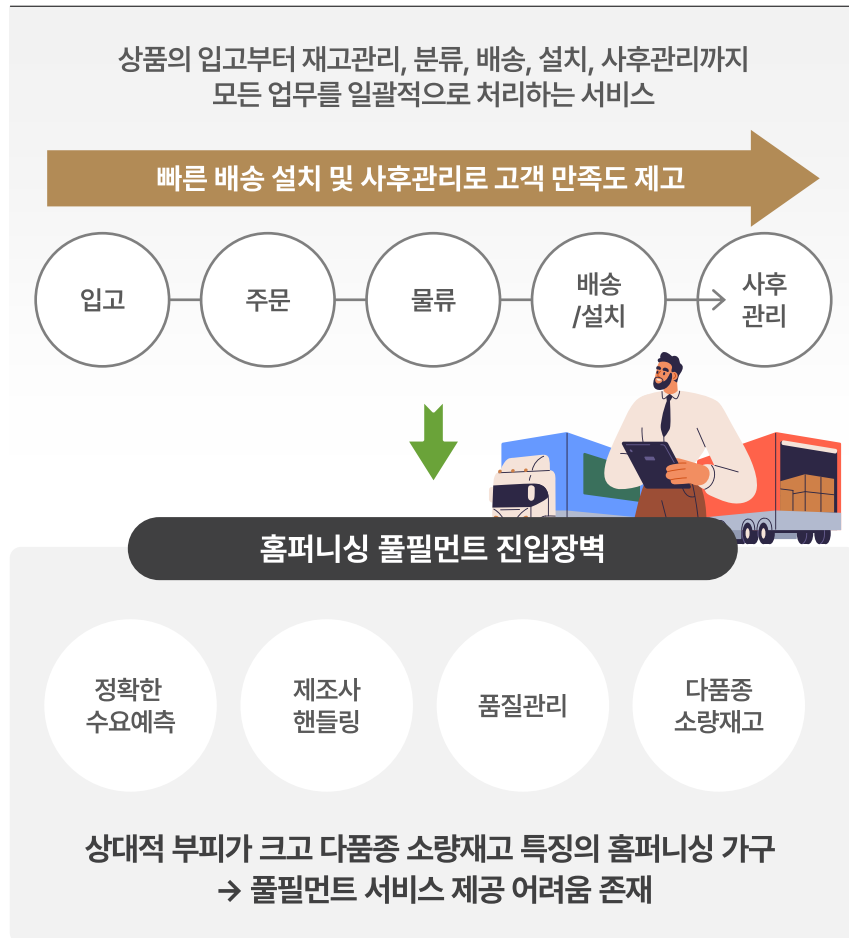 상품의 입고부터 재고관리, 분류, 배송, 설치, 사후관리까지
모든 업무를 일괄적으로 처리하는 서비스
빠른 배송 설치 및 사후관리로 고객 만족도 제고
입고
주문
물류
배송
/설치
사후
관리
홈퍼니싱 풀필먼트 진입장벽
정확한
수요예측
제조사
핸들링
품질관리
다품종
소량재고
상대적 부피가 크고 다품종 소량재고 특징의 홈퍼니싱 가구
→ 풀필먼트 서비스 제공 어려움 존재